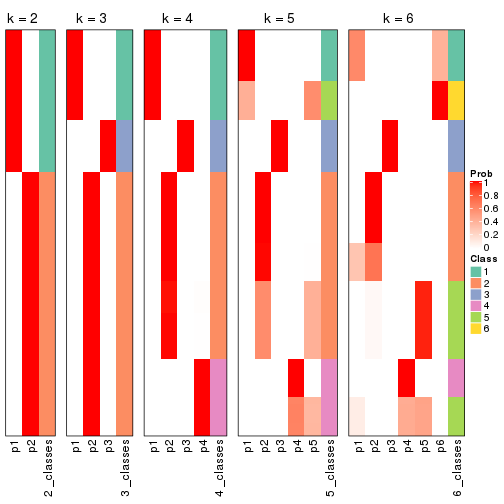 k = 2
k = 3
k = 4
k = 5
k = 6
p1
p2
2_classes
p1
p2
p3
3_classes
p1
p2
p3
p4
4_classes
p1
p2
p3
p4
p5
5_classes
p1
p2
p3
p4
p5
p6
6_classes
Prob
1
0.8
0.6
0.4
0.2
0
Class
1
2
3
4
5
6